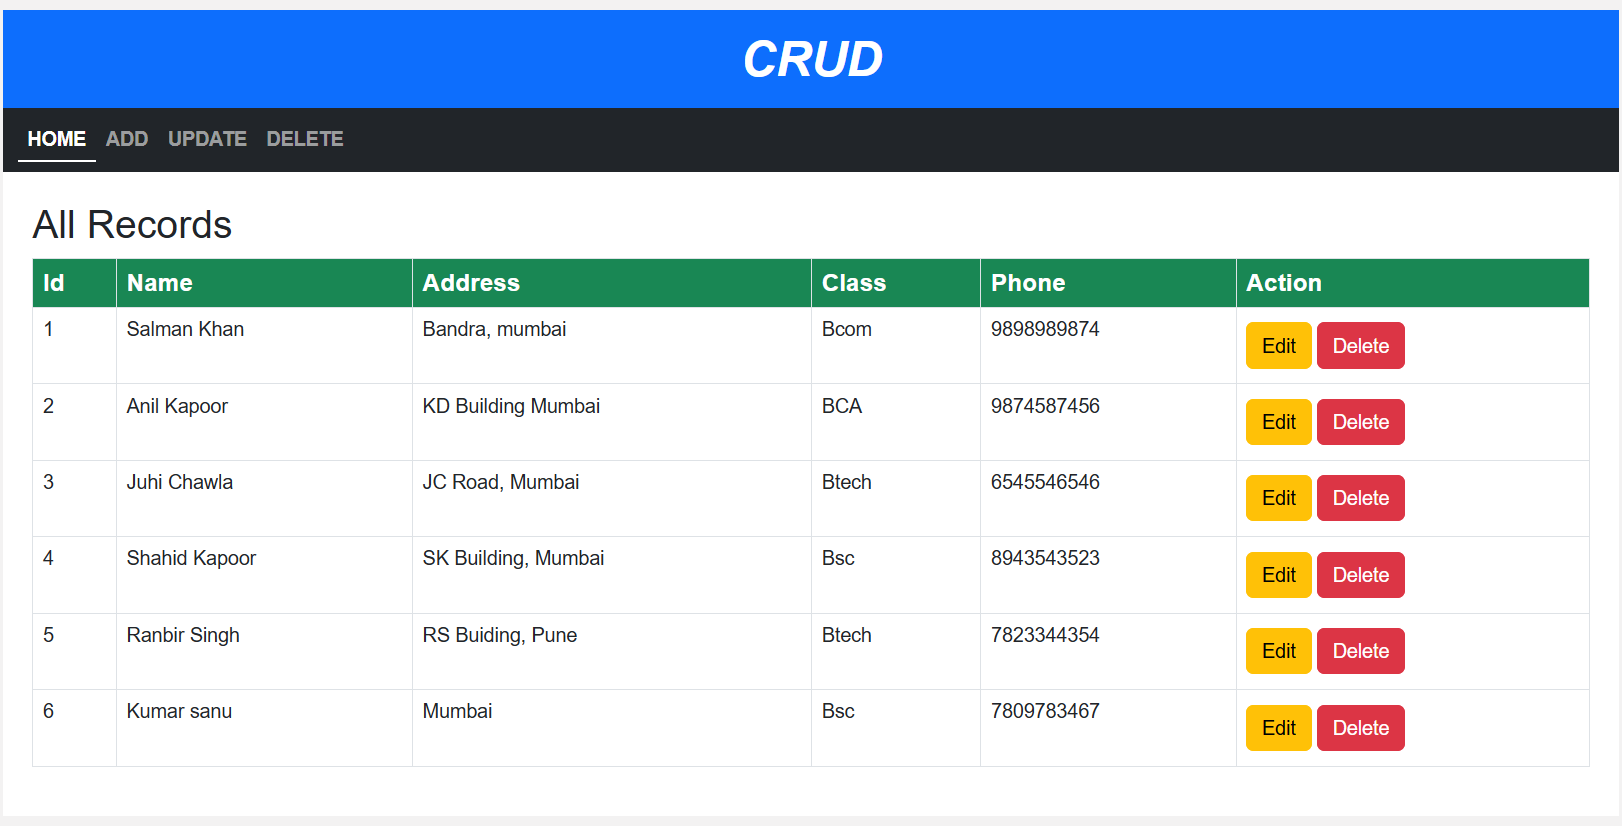 CRUD
HOME ADD UPDATE DELETE
All Records
Id Name Address Class Phone Action
1 Salman Khan Bandra, mumbai Bcom 9898989874 Edit Delete
2 Anil Kapoor KD Building Mumbai BCA 9874587456 Edit Delete
3 Juhi Chawla JC Road, Mumbai Btech 6545546546 Edit Delete
4 Shahid Kapoor SK Building, Mumbai Bsc 8943543523 Edit Delete
5 Ranbir Singh RS Buiding, Pune Btech 7823344354 Edit Delete
6 Kumar sanu Mumbai Bsc 7809783467 Edit Delete